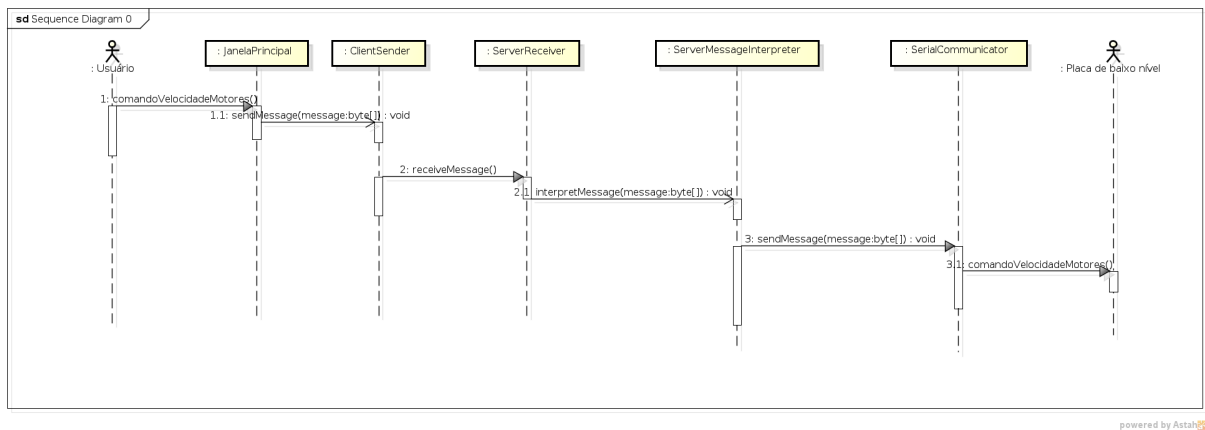 sd Sequence Diagram 0
: Usuário
: JanelaPrincipal
: ClientSender
: ServerReceiver
: ServerMessageInterpreter
: SerialCommunicator
: Placa de baixo nível
1: comandoVelocidadeMotores()
1.1: sendMessage(message:byte[]) : void
2: receiveMessage()
2.1 interpretMessage(message:byte[]) : void
3: sendMessage(message:byte[]) : void
3.1: comandoVelocidadeMotores()
powered by Astah